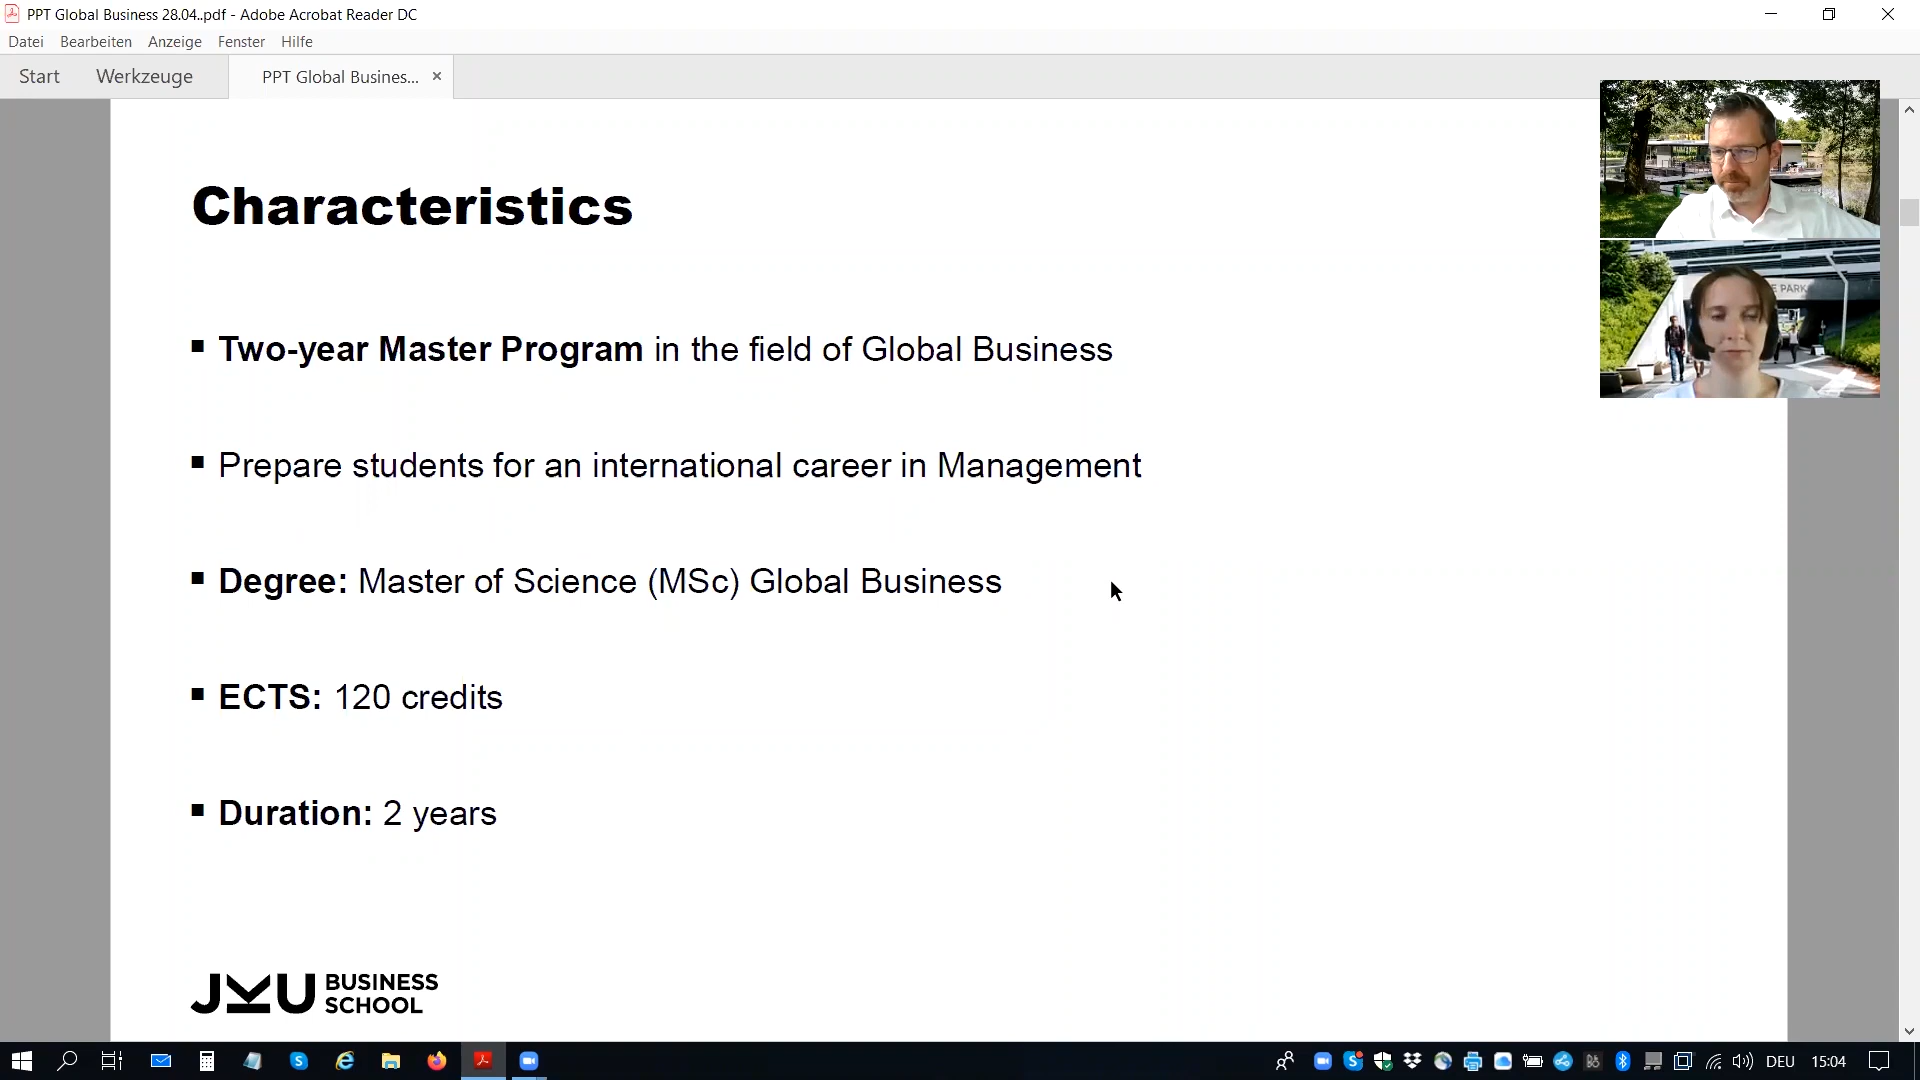 PPT Global Business 28.04..pdf - Adobe Acrobat Reader DC
Datei Bearbeiten Anzeige Fenster Hilfe
Start Werkzeuge PPT Global Busines... ×
Characteristics
▪ Two-year Master Program in the field of Global Business
▪ Prepare students for an international career in Management
▪ Degree: Master of Science (MSc) Global Business
▪ ECTS: 120 credits
▪ Duration: 2 years
JKU BUSINESS
SCHOOL
DEU 15:04